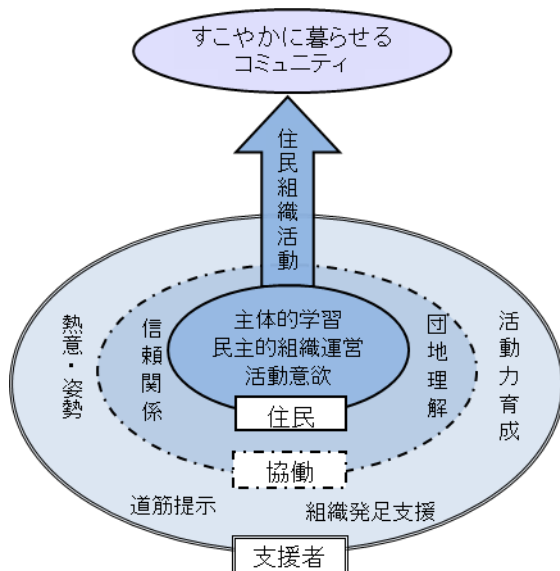 すこやかに暮らせる
コミュニティ
住民組織活動
熱意・姿勢
信頼関係
主体的学習
民主的組織運営
活動意欲
団地理解
活動力育成
住民
協働
道筋提示
組織発足支援
支援者